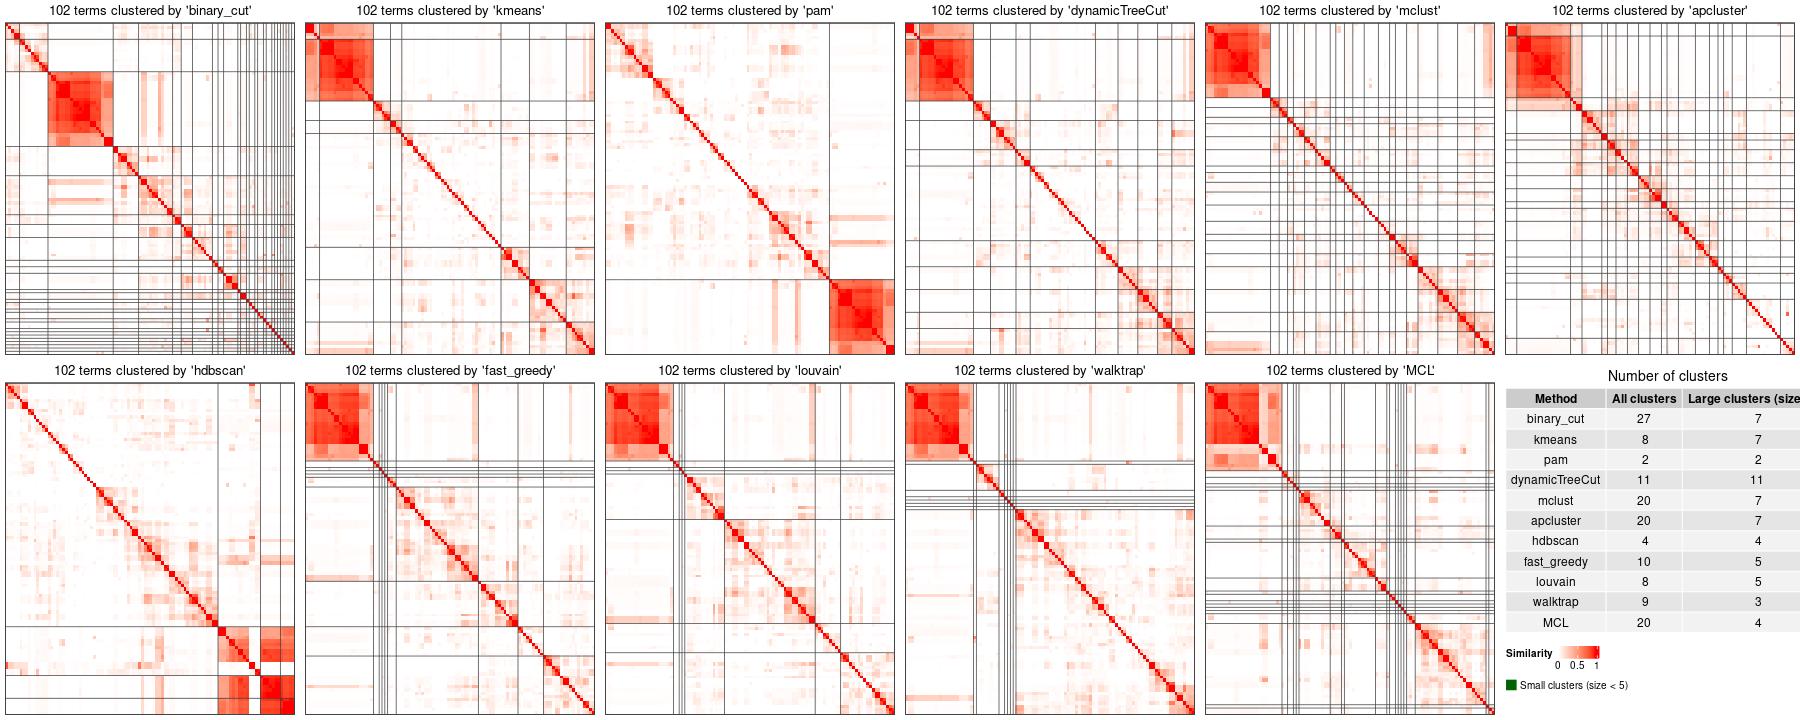 102 terms clustered by 'binary_cut'
102 terms clustered by 'kmeans'
102 terms clustered by 'pam'
102 terms clustered by 'dynamicTreeCut'
102 terms clustered by 'mclust'
102 terms clustered by 'apcluster'
102 terms clustered by 'hdbscan'
102 terms clustered by 'fast_greedy'
102 terms clustered by 'louvain'
102 terms clustered by 'walktrap'
102 terms clustered by 'MCL'
Number of clusters
Method All clusters Large clusters (size
binary_cut 27 7
kmeans 8 7
pam 2 2
dynamicTreeCut 11 11
mclust 20 7
apcluster 20 7
hdbscan 4 4
fast_greedy 10 5
louvain 8 5
walktrap 9 3
MCL 20 4
Similarity
0 0.5 1
Small clusters (size < 5)